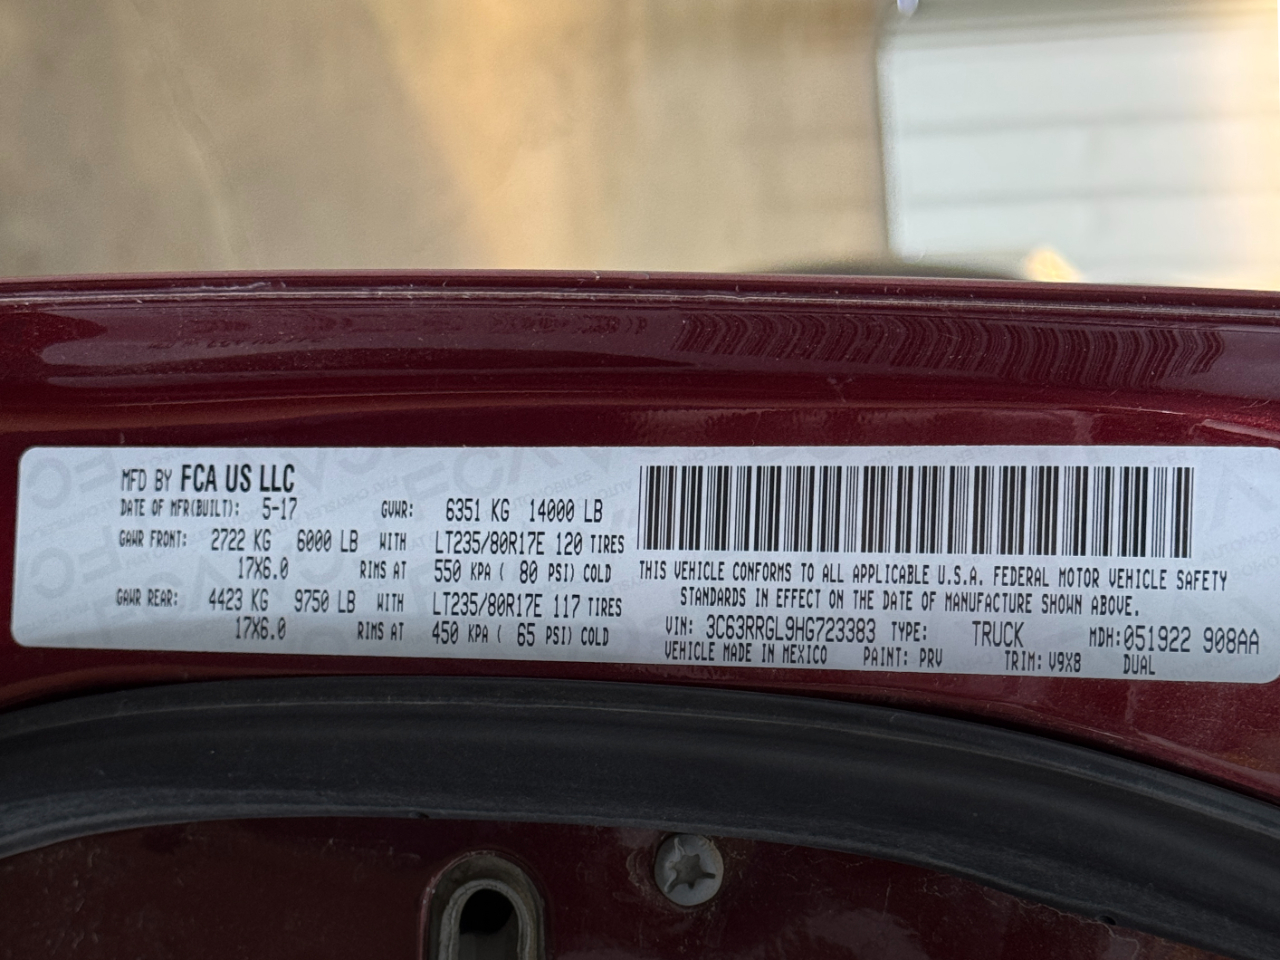 MFD BY FCA US LLC
DATE OF MFR(BUILT): 5-17 GVWR: 6351 KG 14000 LB
GAWR FRONT: 2722 KG 6000 LB WITH LT235/80R17E 120 TIRES
17X6.0 RIMS AT 550 KPA ( 80 PSI) COLD
GAWR REAR: 4423 KG 9750 LB WITH LT235/80R17E 117 TIRES
17X6.0 RIMS AT 450 KPA ( 65 PSI) COLD
THIS VEHICLE CONFORMS TO ALL APPLICABLE U.S.A. FEDERAL MOTOR VEHICLE SAFETY
STANDARDS IN EFFECT ON THE DATE OF MANUFACTURE SHOWN ABOVE.
VIN: 3C63RRGL9HG723383 TYPE: TRUCK MDH:051922 908AA
VEHICLE MADE IN MEXICO PAINT: PRV TRIM: V9X8 DUAL